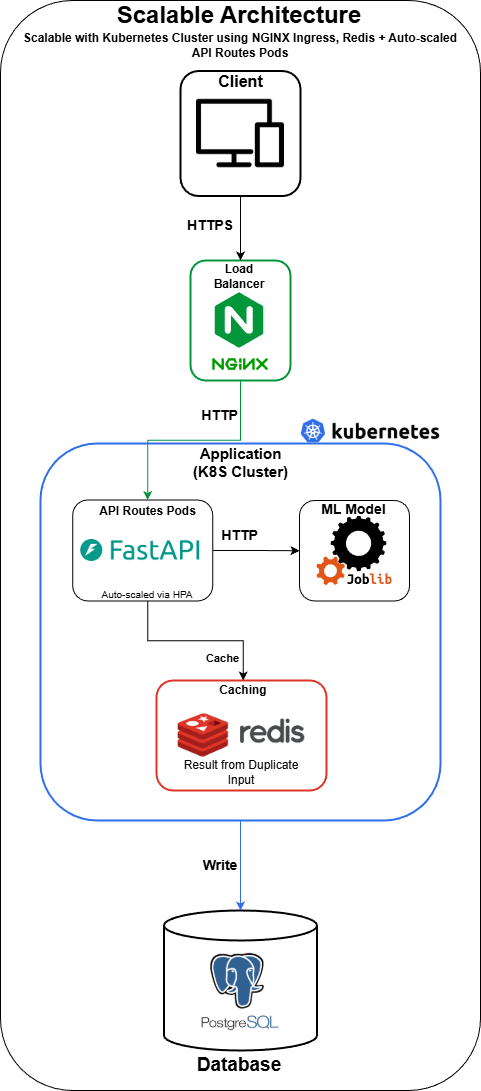 Scalable Architecture
Scalable with Kubernetes Cluster using NGINX Ingress, Redis + Auto-scaled
API Routes Pods
Client
HTTPS
Load
Balancer
N
NGINX
HTTP
kubernetes
Application
(K8S Cluster)
API Routes Pods
FastAPI
Auto-scaled via HPA
HTTP
ML Model
Joblib
Cache
Caching
redis
Result from Duplicate
Input
Write
PostgreSQL
Database